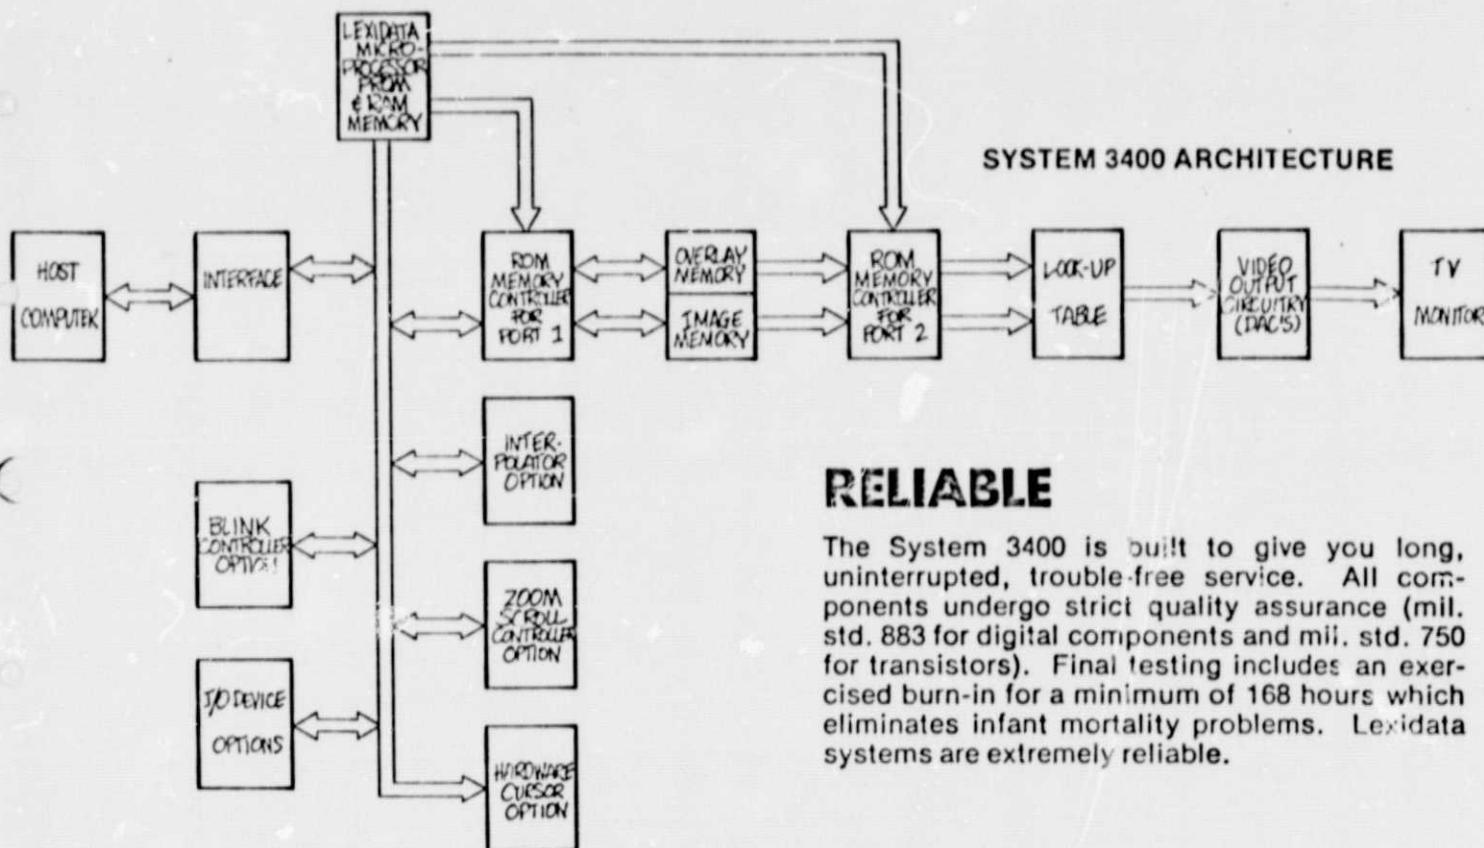 LEXIDATA
MICRO-
PROCESSOR
PROM
& RAM
MEMORY
SYSTEM 3400 ARCHITECTURE
HOST
COMPUTER
INTERFACE
ROM
MEMORY
CONTROLLER
FOR
PORT 1
OVERLAY
MEMORY
IMAGE
MEMORY
ROM
MEMORY
CONTROLLER
FOR
PORT 2
LOOK-UP
TABLE
VIDEO
OUTPUT
CIRCUITRY
(DAC'S)
TV
MONITOR
INTER-
POLATOR
OPTION
BLINK
CONTROLLER
OPTION
ZOOM
SCROLL
CONTROLLER
OPTION
I/O DEVICE
OPTIONS
HARDWARE
CURSOR
OPTION
RELIABLE
The System 3400 is built to give you long,
uninterrupted, trouble-free service. All com-
ponents undergo strict quality assurance (mil.
std. 883 for digital components and mil. std. 750
for transistors). Final testing includes an exer-
cised burn-in for a minimum of 168 hours which
eliminates infant mortality problems. Lexidata
systems are extremely reliable.